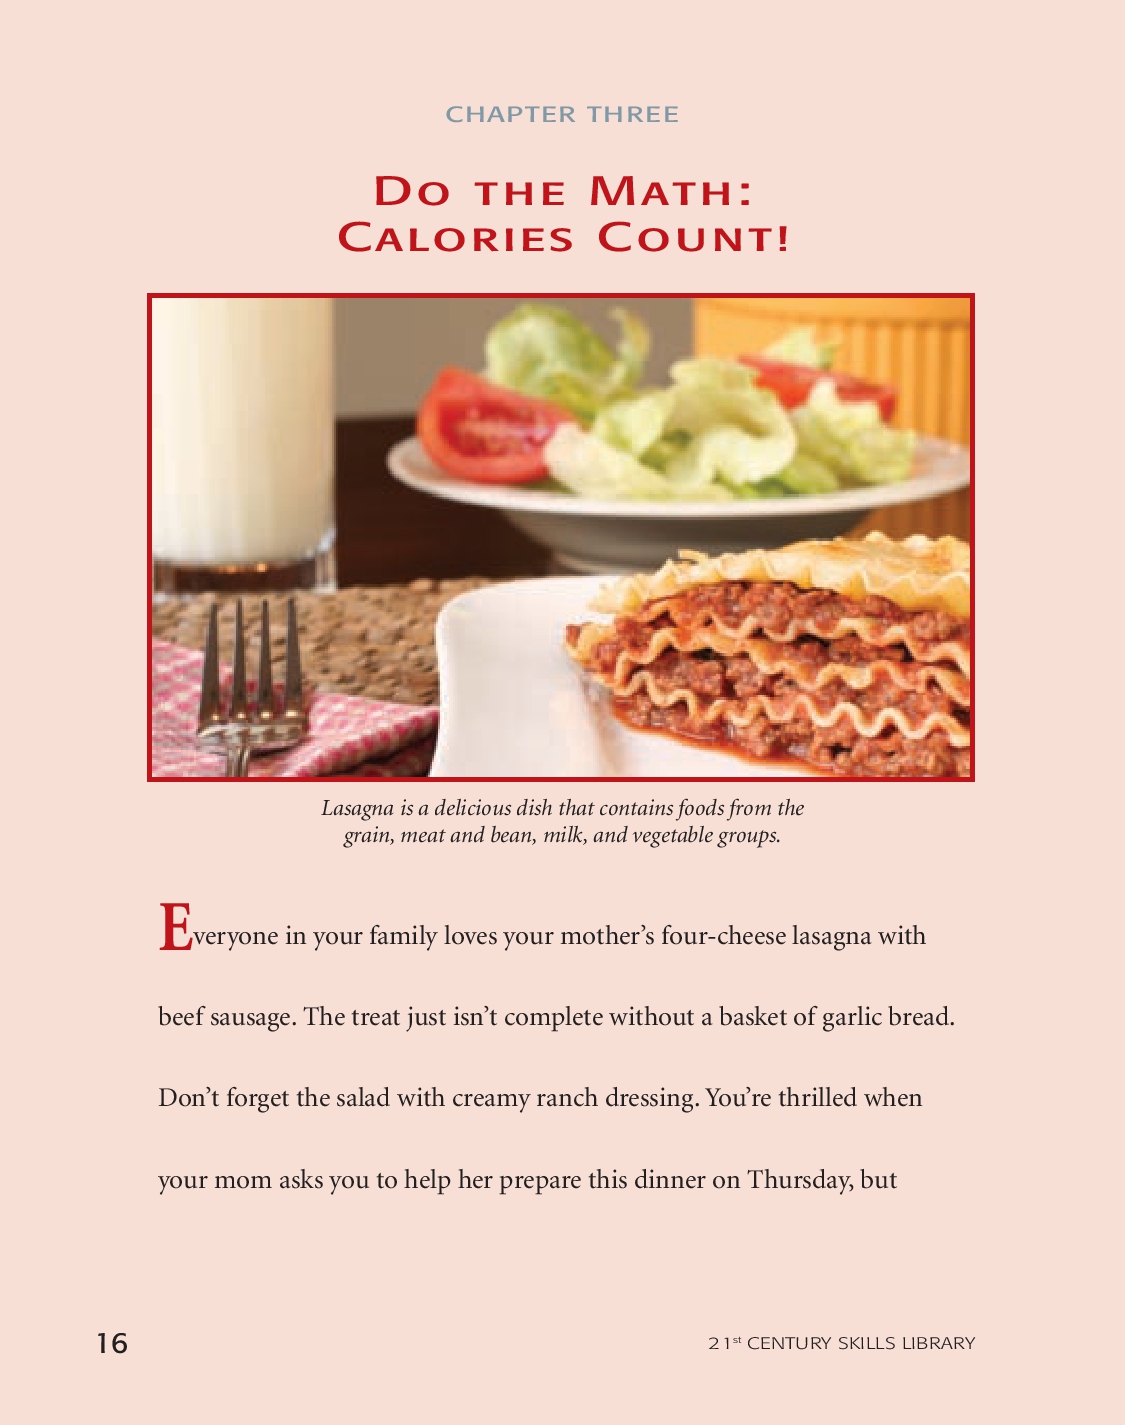 CHAPTER THREE
DO THE MATH:
CALORIES COUNT!
Lasagna is a delicious dish that contains foods from the
grain, meat and bean, milk, and vegetable groups.
Everyone in your family loves your mother’s four-cheese lasagna with
beef sausage. The treat just isn’t complete without a basket of garlic bread.
Don’t forget the salad with creamy ranch dressing. You’re thrilled when
your mom asks you to help her prepare this dinner on Thursday, but
16
21st CENTURY SKILLS LIBRARY